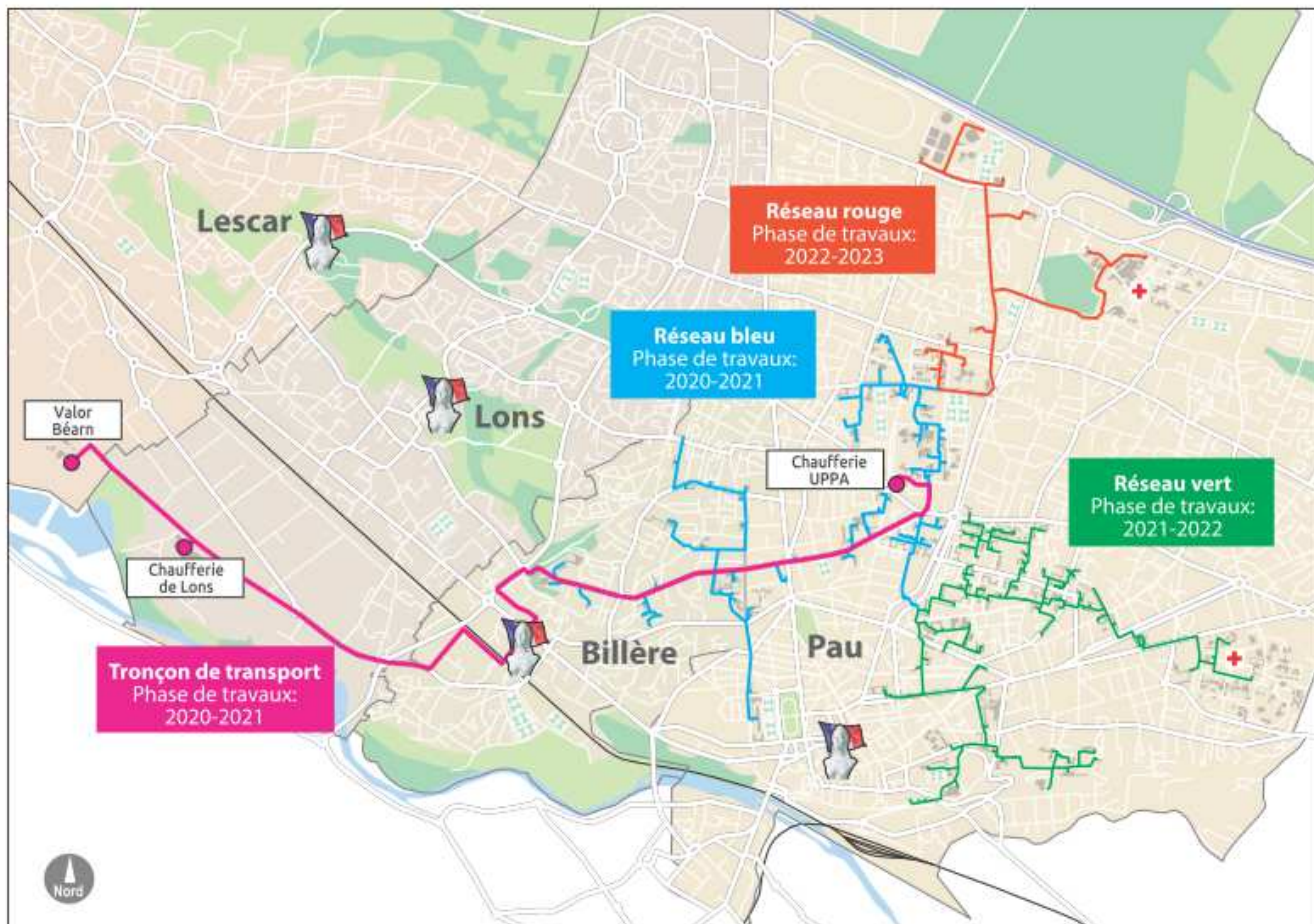 Réseau rouge
Phase de travaux:
2022-2023
Lescar
Réseau bleu
Phase de travaux:
2020-2021
Lons
Valor
Béarn
Chaufferie
UPPA
Réseau vert
Phase de travaux:
2021-2022
Chaufferie
de Lons
Billère
Pau
Tronçon de transport
Phase de travaux:
2020-2021
Nord